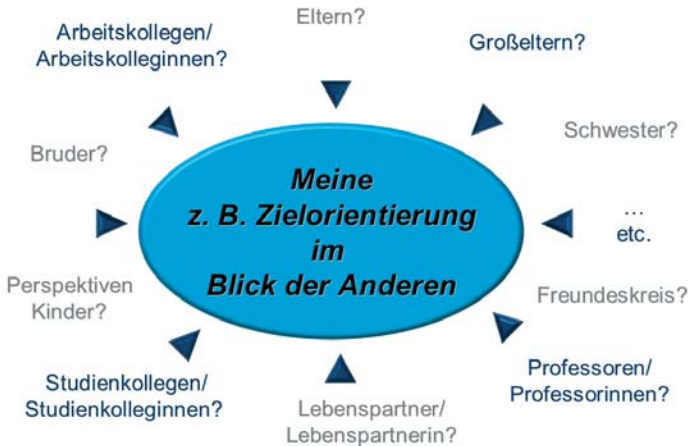 Eltern?
Arbeitskollegen/
Arbeitskolleginnen?
Großeltern?
Schwester?
Bruder?
Meine
z. B. Zielorientierung
im
Blick der Anderen
...
etc.
Perspektiven
Kinder?
Freundeskreis?
Studienkollegen/
Studienkolleginnen?
Lebenspartner/
Lebenspartnerin?
Professoren/
Professorinnen?